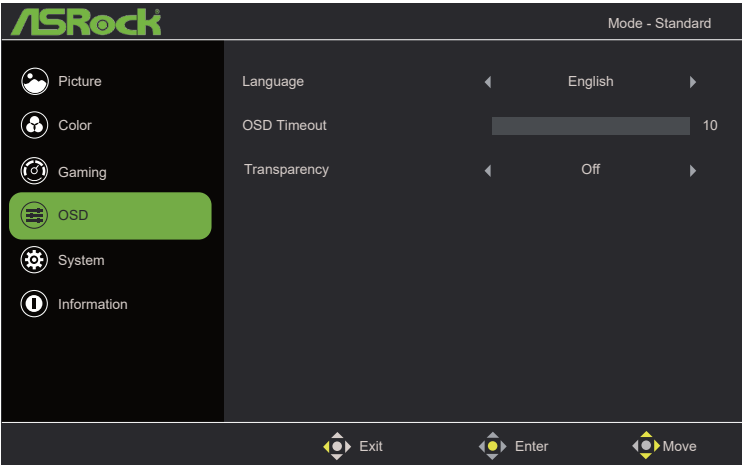 ASRock
Mode - Standard
Picture
Language English
Color
OSD Timeout 10
Gaming
Transparency Off
OSD
System
Information
Exit Enter Move